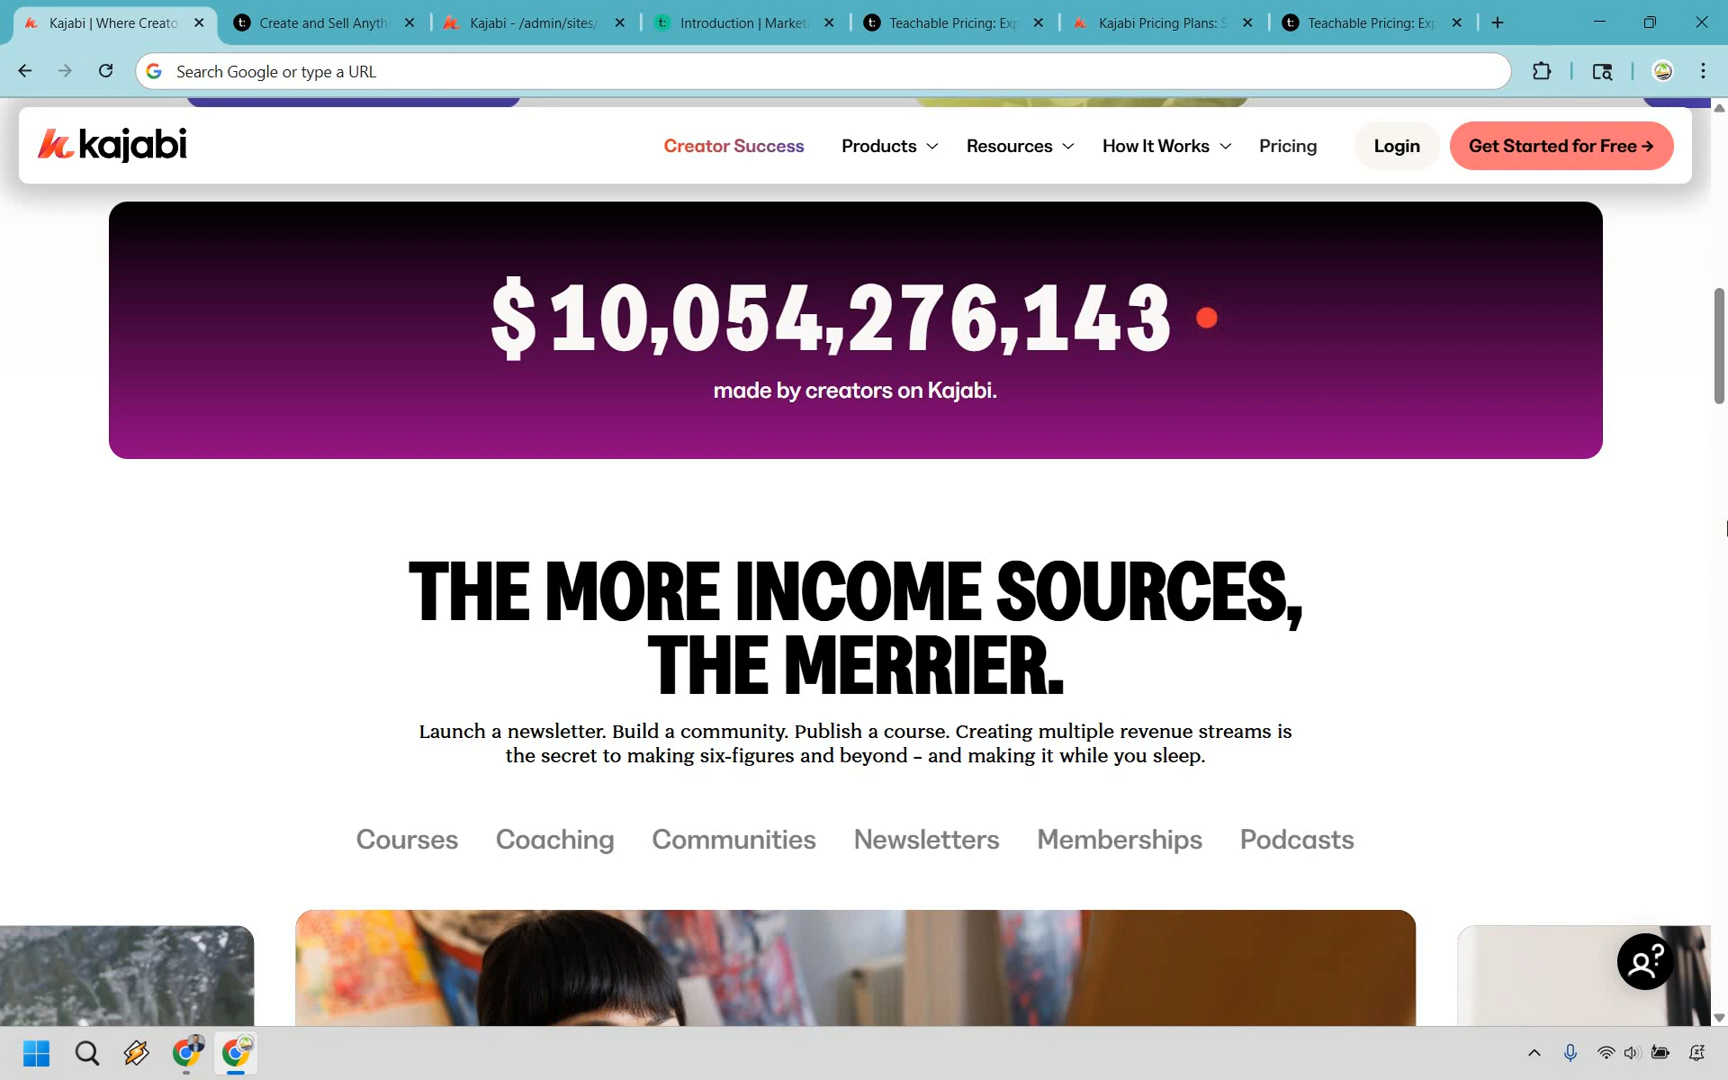 Kajabi | Where Creato
Create and Sell Anyth
Kajabi - /admin/sites/
Introduction | Market
Teachable Pricing: Exp
Kajabi Pricing Plans: S
Teachable Pricing: Exp
Search Google or type a URL
kajabi
Creator Success
Products
Resources
How It Works
Pricing
Login
Get Started for Free →
$10,054,276,143
made by creators on Kajabi.
THE MORE INCOME SOURCES,
THE MERRIER.
Launch a newsletter. Build a community. Publish a course. Creating multiple revenue streams is
the secret to making six-figures and beyond – and making it while you sleep.
Courses
Coaching
Communities
Newsletters
Memberships
Podcasts